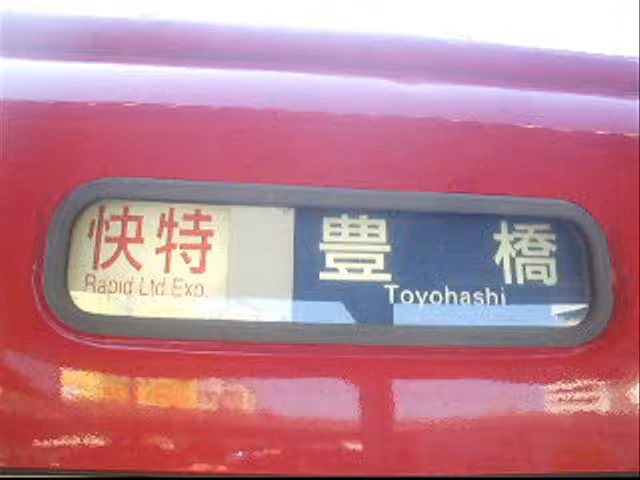 快特
Rapid Ltd.Exp.
豊橋
Toyohashi